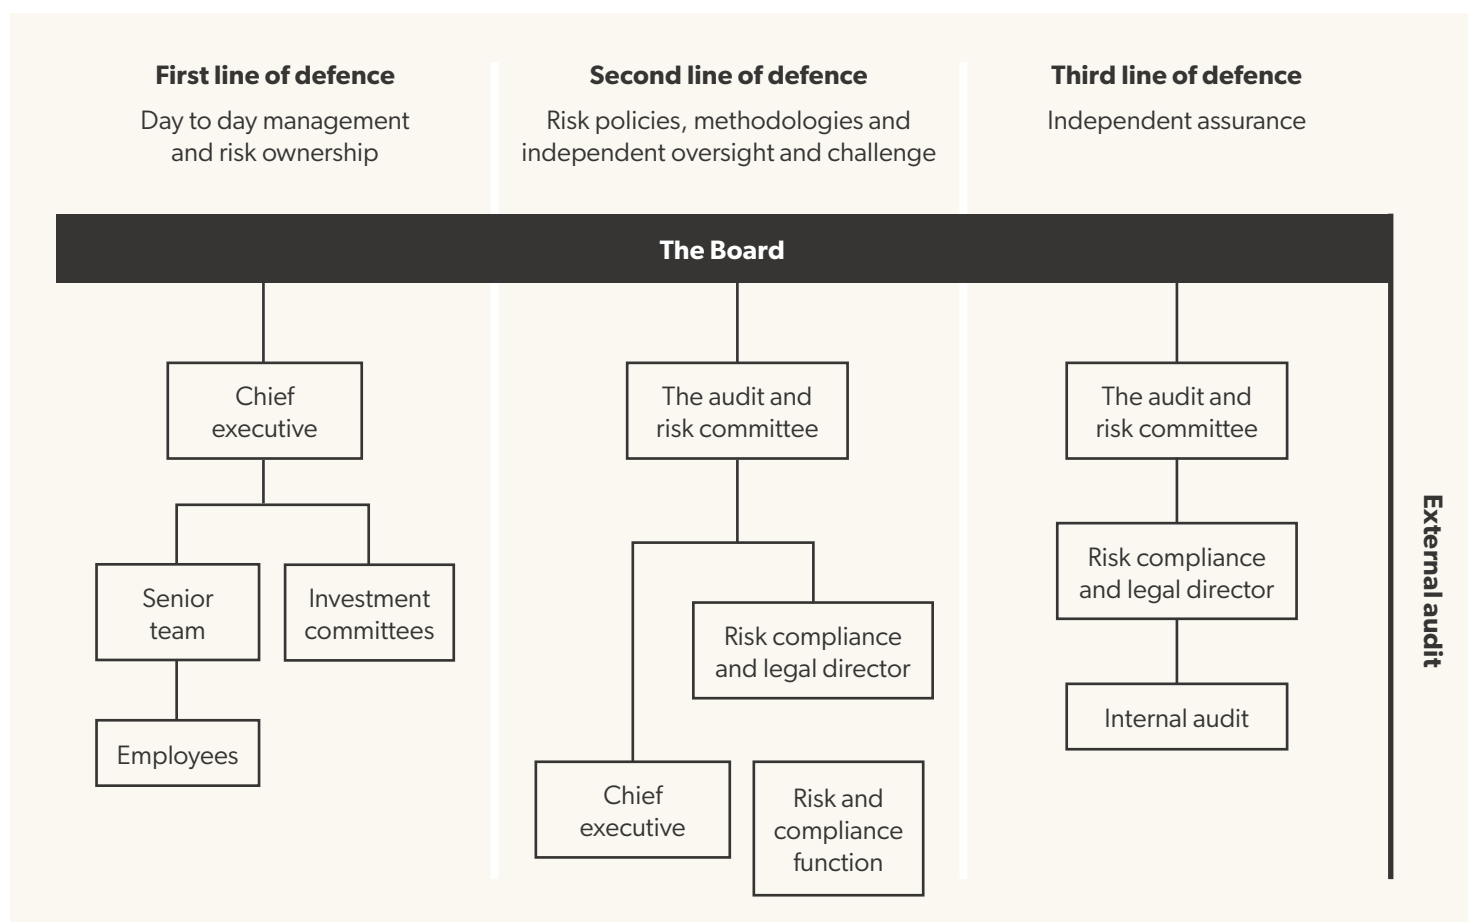 First line of defence
Day to day management
and risk ownership
Second line of defence
Risk policies, methodologies and
independent oversight and challenge
Third line of defence
Independent assurance
The Board
Chief
executive
Senior
team
Investment
committees
Employees
The audit and
risk committee
Risk compliance
and legal director
Chief
executive
Risk and
compliance
function
The audit and
risk committee
Risk compliance
and legal director
Internal audit
External audit